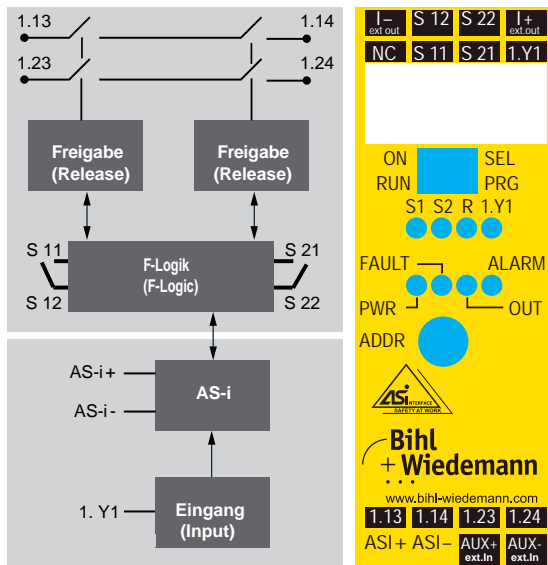 1.13
1.14
1.23
1.24
Freigabe
(Release)
Freigabe
(Release)
S 11
S 21
F-Logik
(F-Logic)
S 12
S 22
AS-i+
AS-i
AS-i-
1. Y1
Eingang
(Input)
I− S 12 S 22 I+
ext out ext.out
NC S 11 S 21 1.Y1
ON SEL
RUN PRG
S1 S2 R 1.Y1
FAULT ALARM
PWR OUT
ADDR
ASi INTERFACE
SAFETY AT WORK
Bihl
+ Wiedemann
www.bihl-wiedemann.com
1.13 1.14 1.23 1.24
ASI+ ASI− AUX+ AUX-
ext.In ext.In